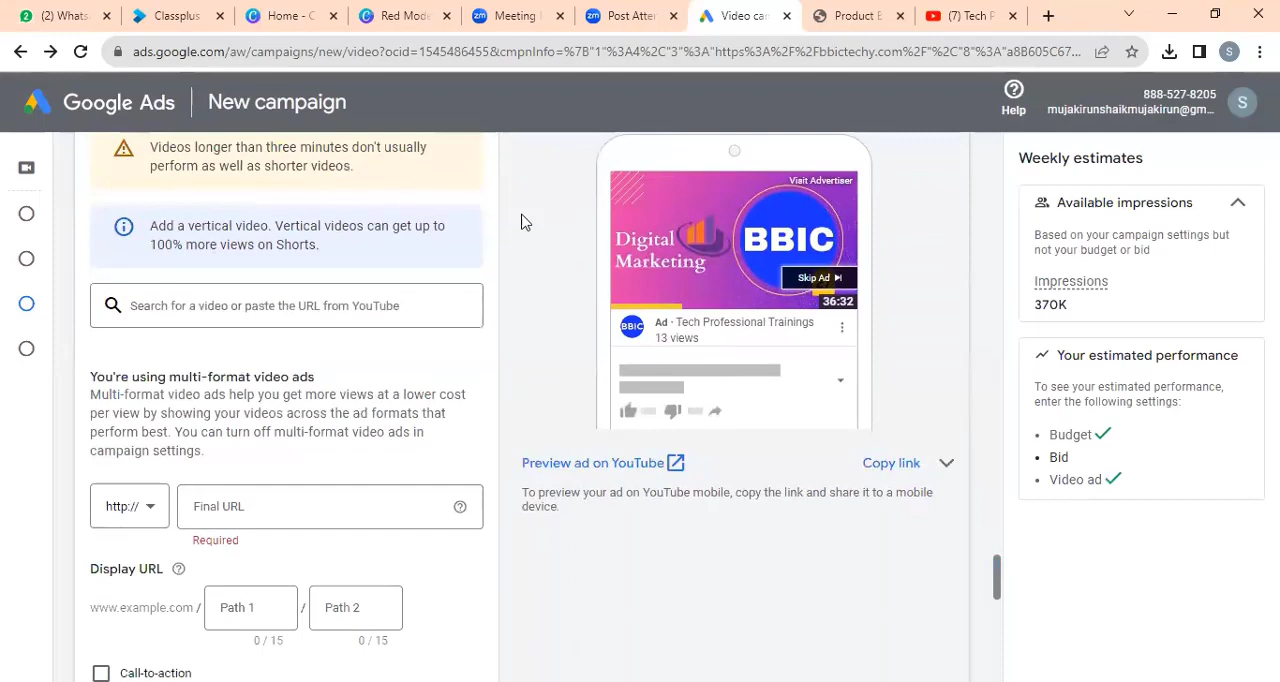 Whats
Classplus
Home - C
Red Mode
Meeting
Post Atte
Video ca
Product E
(7) Tech P
ads.google.com/aw/campaigns/new/video?ocid=1545486455&cmpnInfo=%7B"1"%3A4%2C"3"%3A"https%3A%2F%2Fbbictechy.com%2F"%2C"8"%3A"a8B605C67...
S
Google Ads
New campaign
Help
888-527-8205
mujakirunshaikmujakirun@gm...
S
Videos longer than three minutes don't usually
perform as well as shorter videos.
Add a vertical video. Vertical videos can get up to
100% more views on Shorts.
Search for a video or paste the URL from YouTube
You're using multi-format video ads
Multi-format video ads help you get more views at a lower cost
per view by showing your videos across the ad formats that
perform best. You can turn off multi-format video ads in
campaign settings.
http://
Final URL
Required
Display URL
www.example.com /
Path 1
/
Path 2
0 / 15
0 / 15
Call-to-action
Visit Advertiser
Digital
Marketing
BBIC
Skip Ad
36:32
BBIC
Ad · Tech Professional Trainings
13 views
Preview ad on YouTube
Copy link
To preview your ad on YouTube mobile, copy the link and share it to a mobile
device.
Weekly estimates
Available impressions
Based on your campaign settings but
not your budget or bid
Impressions
370K
Your estimated performance
To see your estimated performance,
enter the following settings:
• Budget
• Bid
• Video ad